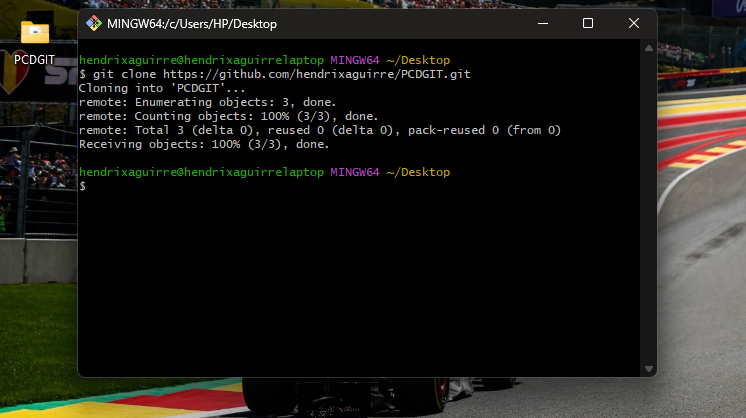 PCDGIT
MINGW64:/c/Users/HP/Desktop
hendrixaguirre@hendrixaguirrelaptop MINGW64 ~/Desktop
$ git clone https://github.com/hendrixaguirre/PCDGIT.git
Cloning into 'PCDGIT'...
remote: Enumerating objects: 3, done.
remote: Counting objects: 100% (3/3), done.
remote: Total 3 (delta 0), reused 0 (delta 0), pack-reused 0 (from 0)
Receiving objects: 100% (3/3), done.
hendrixaguirre@hendrixaguirrelaptop MINGW64 ~/Desktop
$